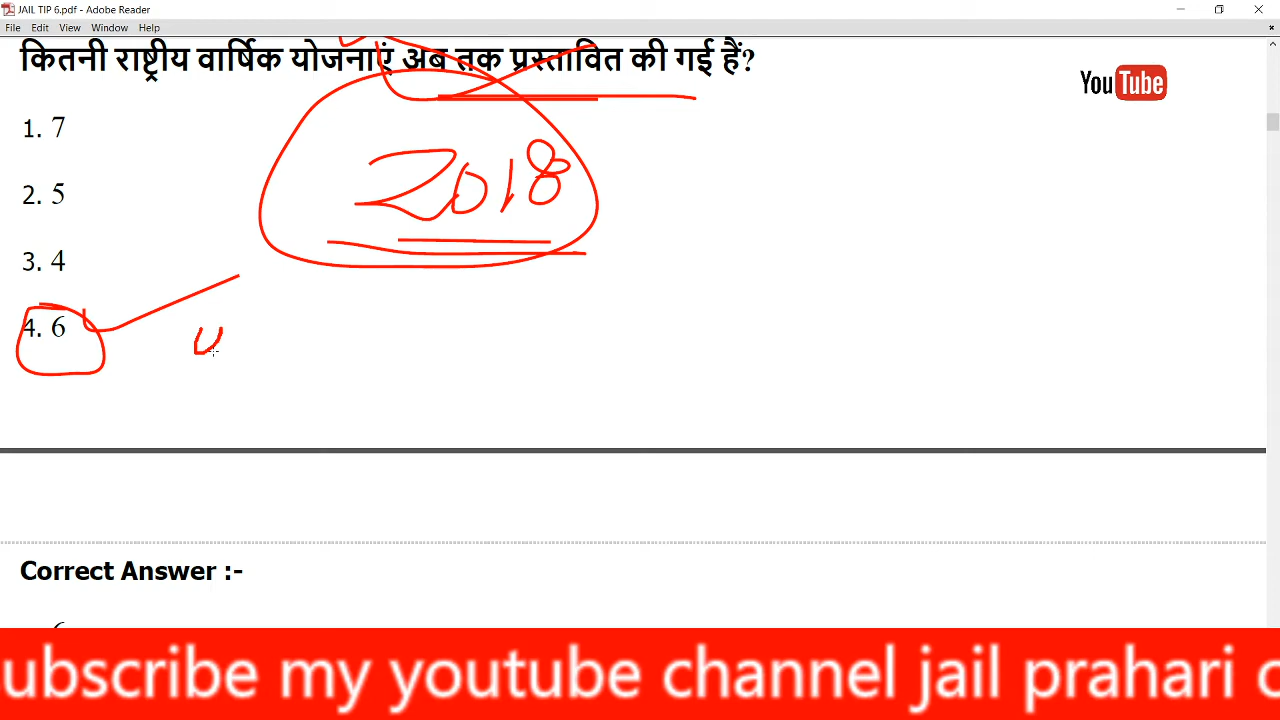 JAIL TIP 6.pdf - Adobe Reader
File Edit View Window Help
कितनी राष्ट्रीय वार्षिक योजनाएं अब तक प्रस्तावित की गई हैं?
YouTube
1. 7
2018
2. 5
3. 4
4. 6
Correct Answer :-
ubscribe my youtube channel jail prahari